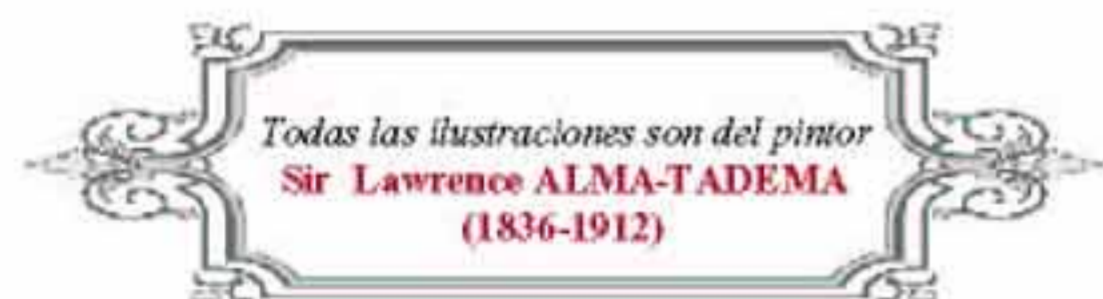 Todas las ilustraciones son del pintor
Sir Lawrence ALMA-TADEMA
(1836-1912)